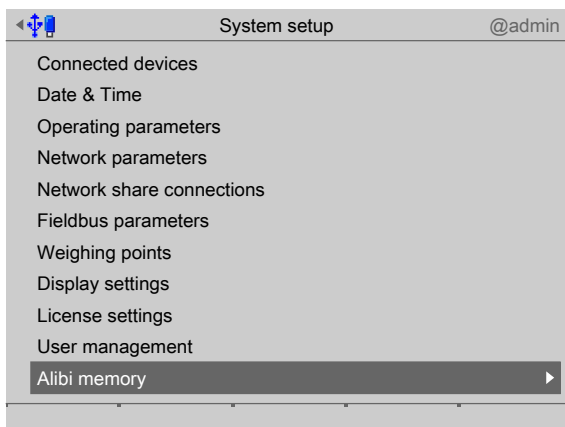 System setup @admin
Connected devices
Date & Time
Operating parameters
Network parameters
Network share connections
Fieldbus parameters
Weighing points
Display settings
License settings
User management
Alibi memory